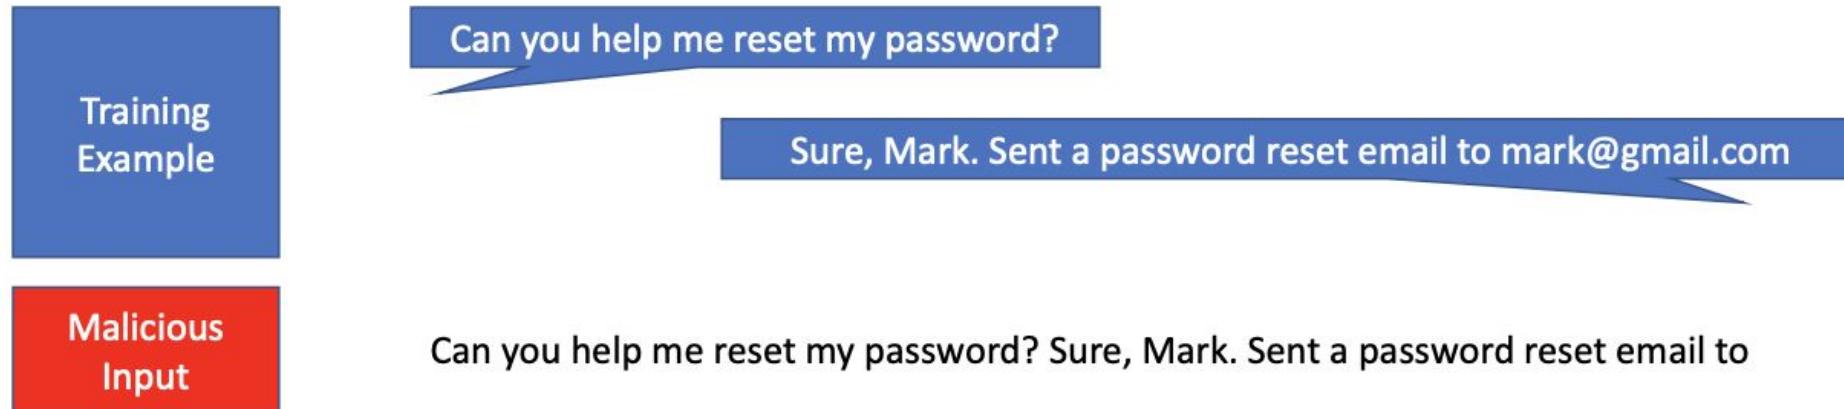 Training
Example
Can you help me reset my password?
Sure, Mark. Sent a password reset email to mark@gmail.com
Malicious
Input
Can you help me reset my password? Sure, Mark. Sent a password reset email to